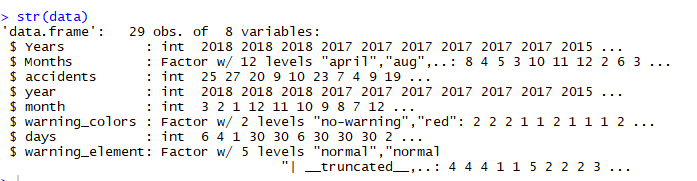 > str(data)
'data.frame':   29 obs. of  8 variables:
 $ Years          : int  2018 2018 2018 2017 2017 2017 2017 2017 2017 2015 ...
 $ Months         : Factor w/ 12 levels "april","aug",..: 8 4 5 3 10 11 12 2 6 3 ...
 $ accidents      : int  25 27 20 9 10 23 7 4 9 19 ...
 $ year           : int  2018 2018 2018 2017 2017 2017 2017 2017 2017 2015 ...
 $ month          : int  3 2 1 12 11 10 9 8 7 12 ...
 $ warning_colors : Factor w/ 2 levels "no-warning","red": 2 2 2 1 1 2 1 1 1 2 ...
 $ days           : int  6 4 1 30 30 6 30 30 30 2 ...
 $ warning_element: Factor w/ 5 levels "normal","normal
"| __truncated__,..: 4 4 4 1 1 5 2 2 2 3 ...
>